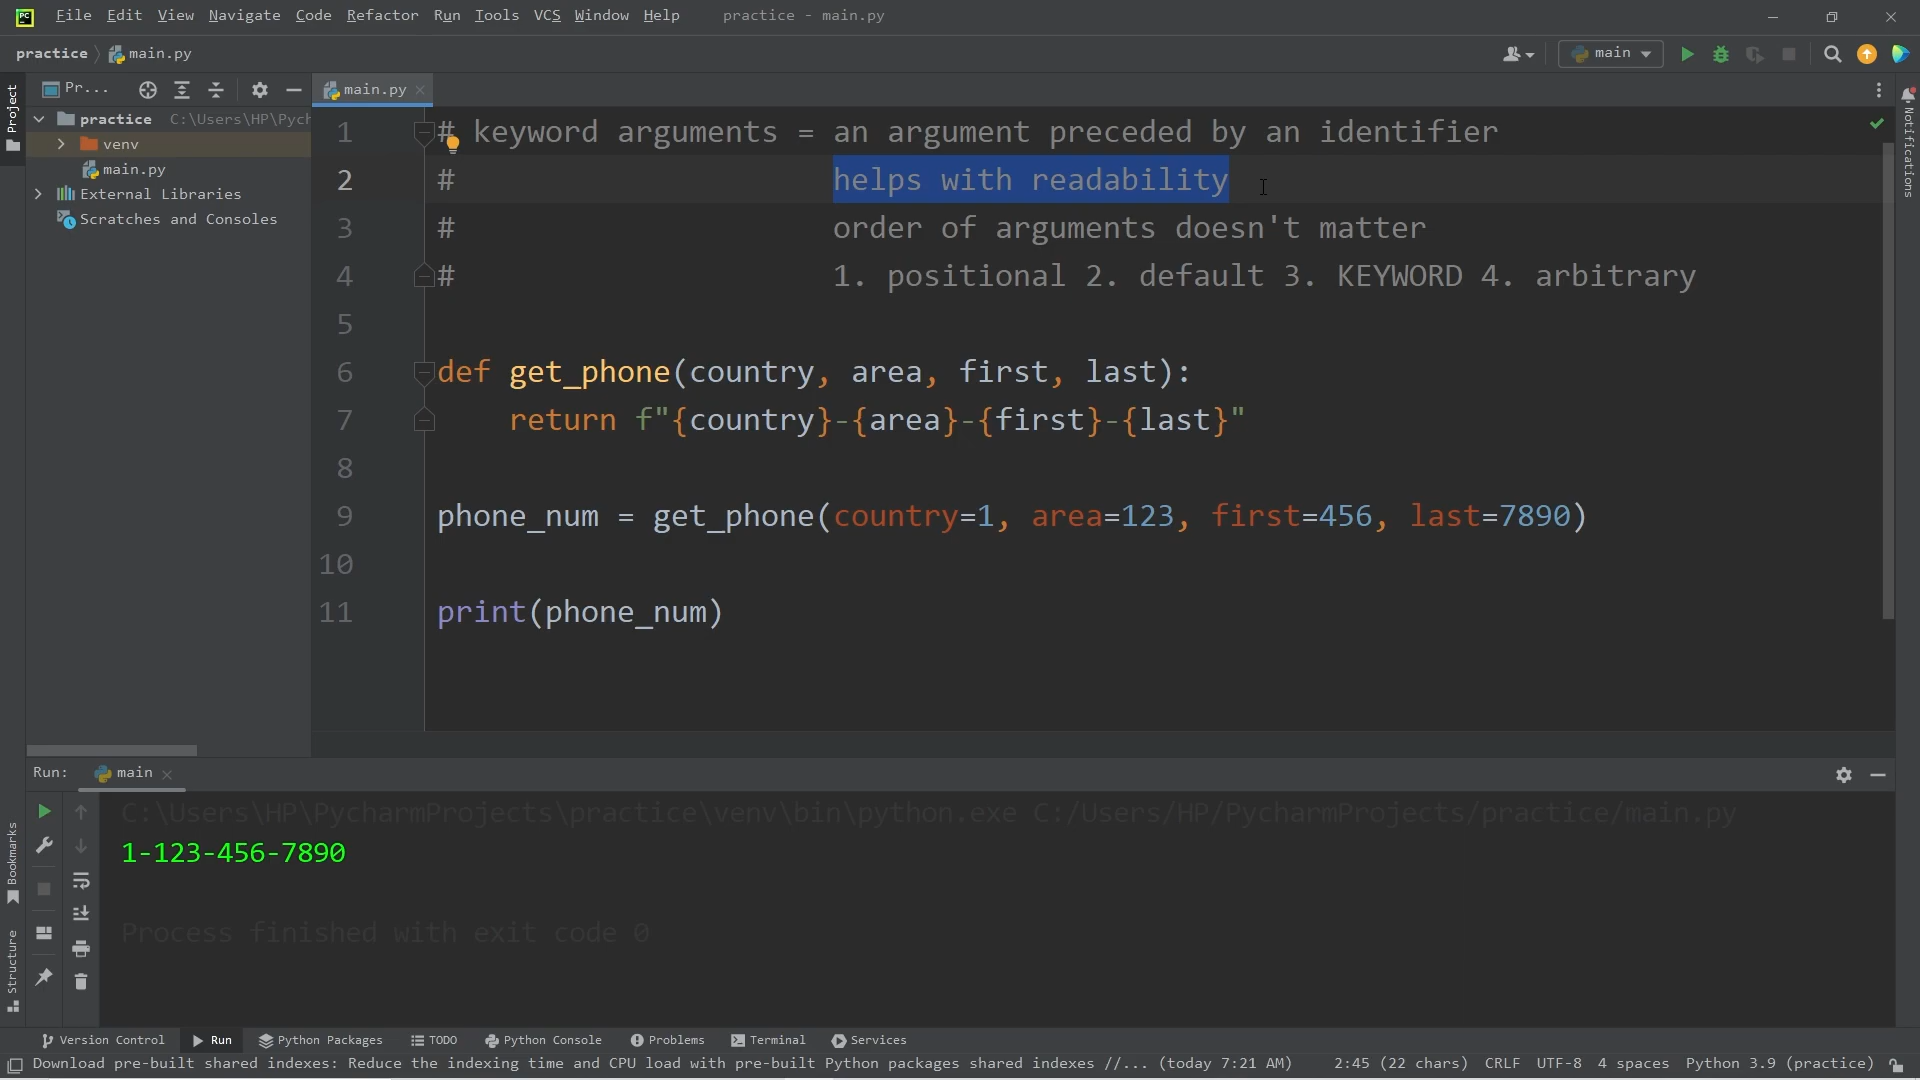 PC File Edit View Navigate Code Refactor Run Tools VCS Window Help practice - main.py
practice main.py main
Pr... main.py
Project
Notifications
practice C:\Users\HP\Pych
venv
main.py
External Libraries
Scratches and Consoles
1 # keyword arguments = an argument preceded by an identifier
2 # helps with readability
3 # order of arguments doesn't matter
4 # 1. positional 2. default 3. KEYWORD 4. arbitrary
5
6 def get_phone(country, area, first, last):
7 return f"{country}-{area}-{first}-{last}"
8
9 phone_num = get_phone(country=1, area=123, first=456, last=7890)
10
11 print(phone_num)
Run: main
C:\Users\HP\PycharmProjects\practice\venv\bin\python.exe C:/Users/HP/PycharmProjects/practice/main.py
1-123-456-7890
Process finished with exit code 0
Bookmarks
Structure
Version Control Run Python Packages TODO Python Console Problems Terminal Services
Download pre-built shared indexes: Reduce the indexing time and CPU load with pre-built Python packages shared indexes //... (today 7:21 AM) 2:45 (22 chars) CRLF UTF-8 4 spaces Python 3.9 (practice)